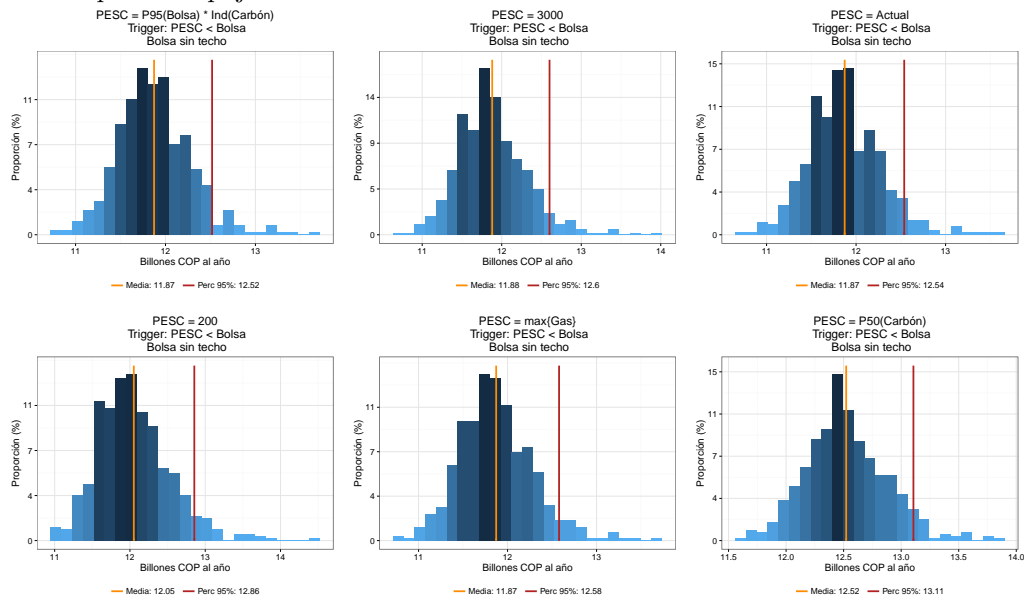 PESC = P95(Bolsa) * Ind(Carbón)
Trigger: PESC < Bolsa
Bolsa sin techo
Proporción (%)
11
7
4
0
11 12 13
Billones COP al año
Media: 11.87 Perc 95%: 12.52
PESC = 3000
Trigger: PESC < Bolsa
Bolsa sin techo
Proporción (%)
14
9
5
0
11 12 13 14
Billones COP al año
Media: 11.88 Perc 95%: 12.6
PESC = Actual
Trigger: PESC < Bolsa
Bolsa sin techo
Proporción (%)
15
11
7
4
0
11 12 13
Billones COP al año
Media: 11.87 Perc 95%: 12.54
PESC = 200
Trigger: PESC < Bolsa
Bolsa sin techo
Proporción (%)
11
7
4
0
11 12 13 14
Billones COP al año
Media: 12.05 Perc 95%: 12.86
PESC = max{Gas}
Trigger: PESC < Bolsa
Bolsa sin techo
Proporción (%)
11
7
4
0
11 12 13
Billones COP al año
Media: 11.87 Perc 95%: 12.58
PESC = P50(Carbón)
Trigger: PESC < Bolsa
Bolsa sin techo
Proporción (%)
15
11
7
4
0
11.5 12.0 12.5 13.0 13.5 14.0
Billones COP al año
Media: 12.52 Perc 95%: 13.11